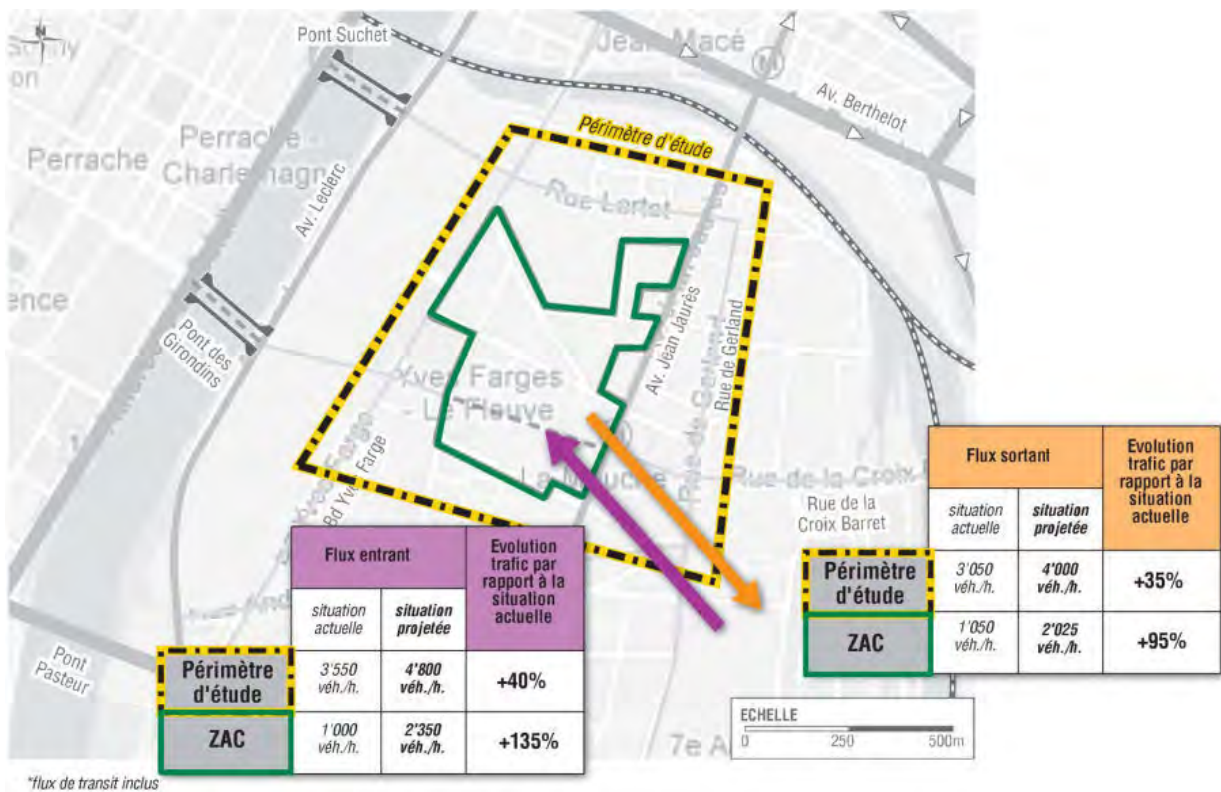 N
Pont Suchet
Jean Macé
M
Av. Berthelot
Perrache
Perrache -
Charlemagn
Av. Leclerc
Périmètre d'étude
Rue Lortet
ence
Pont des
Girondins
Av. Jean Jaurès
Rue de Gerland
Yves Farges
- Le Fleuve
Bd Yves Farge
La Mouche
Rue de la Croix B
Rue de la
Croix Barret
Flux sortant
Evolution
trafic par
rapport à la
situation
actuelle
situation
actuelle
situation
projetée
Périmètre
d'étude
3'050
véh./h.
4'000
véh./h.
+35%
ZAC
1'050
véh./h.
2'025
véh./h.
+95%
Flux entrant
Evolution
trafic par
rapport à la
situation
actuelle
situation
actuelle
situation
projetée
Périmètre
d'étude
3'550
véh./h.
4'800
véh./h.
+40%
ZAC
1'000
véh./h.
2'350
véh./h.
+135%
Pont
Pasteur
7e A
ECHELLE
0 250 500m
*flux de transit inclus